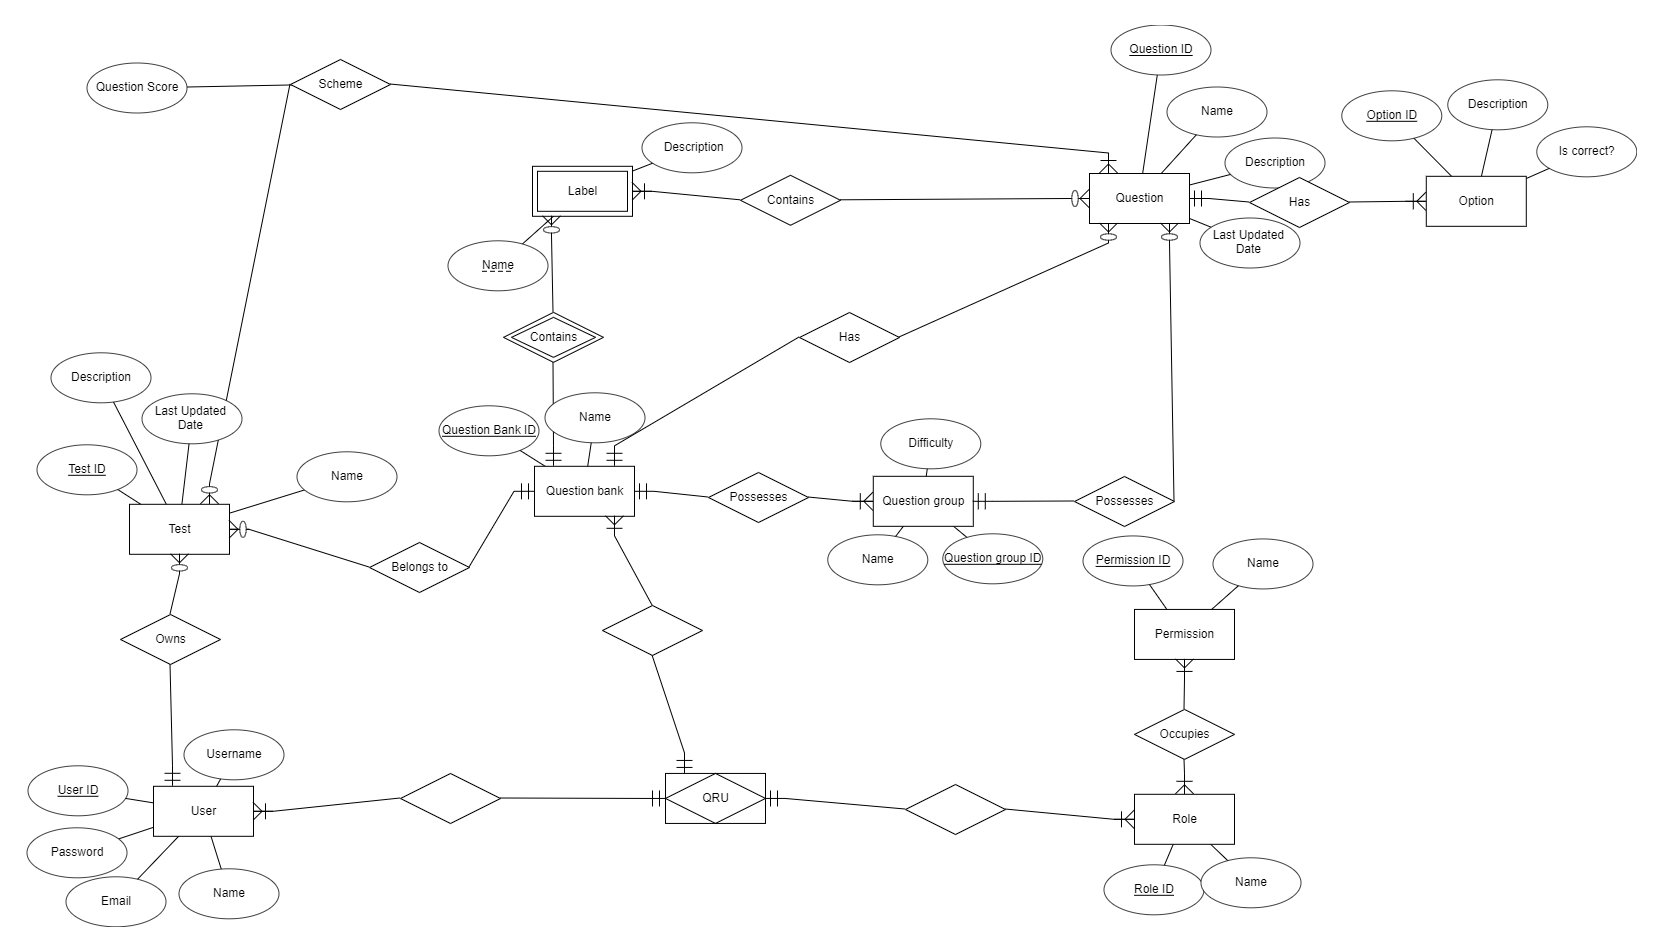 Question ID
Question Score
Scheme
Name
Option ID
Description
Is correct?
Description
Description
Label
Contains
Question
Has
Option
Last Updated
Date
Name
Contains
Has
Description
Last Updated
Date
Question Bank ID
Name
Difficulty
Test ID
Name
Question bank
Possesses
Question group
Possesses
Test
Belongs to
Name
Question group ID
Permission ID
Name
Owns
Permission
Occupies
Username
User ID
User
QRU
Role
Password
Email
Name
Role ID
Name